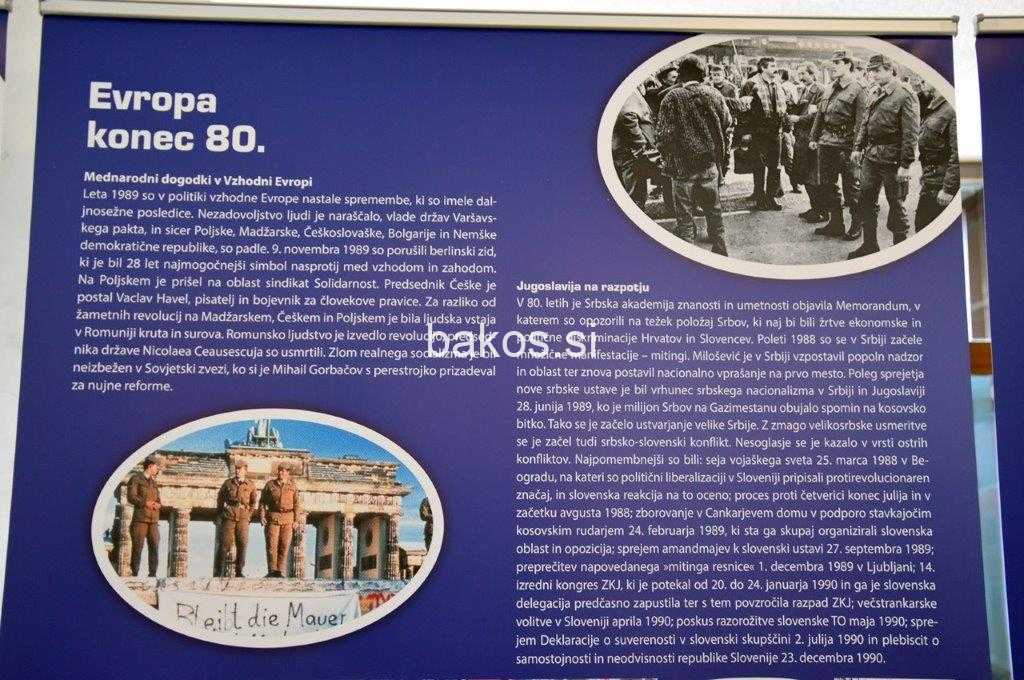 Evropa
konec 80.
Mednarodni dogodki v Vzhodni Evropi
Leta 1989 so v politiki vzhodne Evrope nastale spremembe, ki so imele dal-
jnosežne posledice. Nezadovoljstvo ljudi je naraščalo, vlade držav Varšavs-
kega pakta, in sicer Poljske, Madžarske, Češkoslovaške, Bolgarije in Nemške
demokratične republike, so padle. 9. novembra 1989 so porušili berlinski zid,
ki je bil 28 let najmogočnejši simbol nasprotij med vzhodom in zahodom.
Na Poljskem je prišel na oblast sindikat Solidarnost. Predsednik Češke je
postal Vaclav Havel, pisatelj in bojevnik za človekove pravice. Za razliko od
žametnih revolucij na Madžarskem, Češkem in Poljskem je bila ljudska vstaja
v Romuniji kruta in surova. Romunsko ljudstvo je izvedlo revolucijo, predsed-
nika države Nicolaea Ceausescuja so usmrtili. Zlom realnega je bil
neizbežen v Sovjetski zvezi, ko si je Mihail Gorbačov s perestrojko prizadeval
za nujne reforme.
Bleibt die Mauer
Jugoslavija na razpotju
V 80. letih je Srbska akademija znanosti in umetnosti objavila Memorandum, v
katerem so opozorili na težek položaj Srbov, ki naj bi bili žrtve ekonomske in
politične diskriminacije Hrvatov in Slovencev. Poleti 1988 so se v Srbiji začele
množične manifestacije – mitingi. Milošević je v Srbiji vzpostavil popoln nadzor
in oblast ter znova postavil nacionalno vprašanje na prvo mesto. Poleg sprejetja
nove srbske ustave je bil vrhunec srbskega nacionalizma v Srbiji in Jugoslaviji
28. junija 1989, ko je milijon Srbov na Gazimestanu obujalo spomin na kosovsko
bitko. Tako se je začelo ustvarjanje velike Srbije. Z zmago velikosrbske usmeritve
se je začel tudi srbsko-slovenski konflikt. Nesoglasje se je kazalo v vrsti ostrih
konfliktov. Najpomembnejši so bili: seja vojaškega sveta 25. marca 1988 v Be-
ogradu, na kateri so politični liberalizaciji v Sloveniji pripisali protirevolucionaren
značaj, in slovenska reakcija na to oceno; proces proti četverici konec julija in v
začetku avgusta 1988; zborovanje v Cankarjevem domu v podporo stavkajočim
kosovskim rudarjem 24. februarja 1989, ki sta ga skupaj organizirali slovenska
oblast in opozicija; sprejem amandmajev k slovenski ustavi 27. septembra 1989;
preprečitev napovedanega »mitinga resnice« 1. decembra 1989 v Ljubljani; 14.
izredni kongres ZKJ, ki je potekal od 20. do 24. januarja 1990 in ga je slovenska
delegacija predčasno zapustila ter s tem povzročila razpad ZKJ; večstrankarske
volitve v Sloveniji aprila 1990; poskus razorožitve slovenske TO maja 1990; spre-
jem Deklaracije o suverenosti v slovenski skupščini 2. julija 1990 in plebiscit o
samostojnosti in neodvisnosti republike Slovenije 23. decembra 1990.
bakos.si